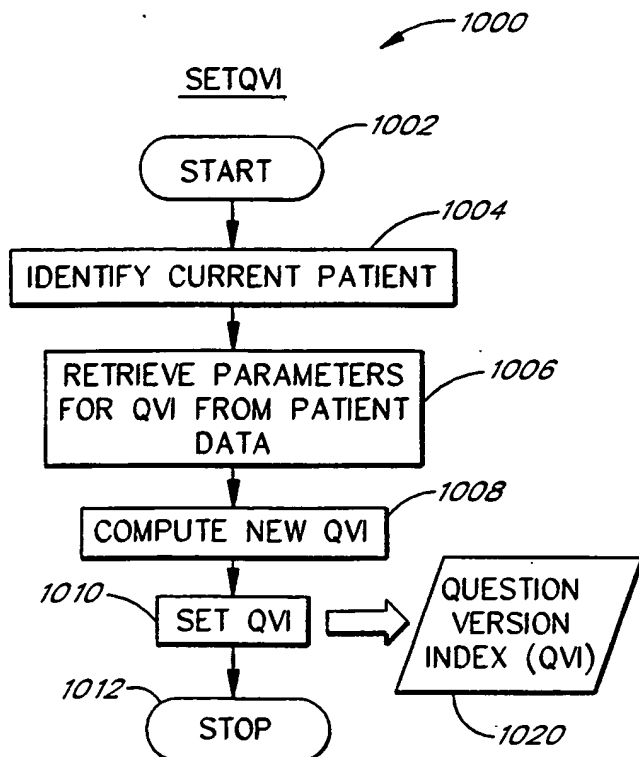 1000
SETQVI
1002
START
1004
IDENTIFY CURRENT PATIENT
RETRIEVE PARAMETERS
FOR QVI FROM PATIENT
DATA
1006
1008
COMPUTE NEW QVI
1010
SET QVI
QUESTION
VERSION
INDEX (QVI)
1012
STOP
1020